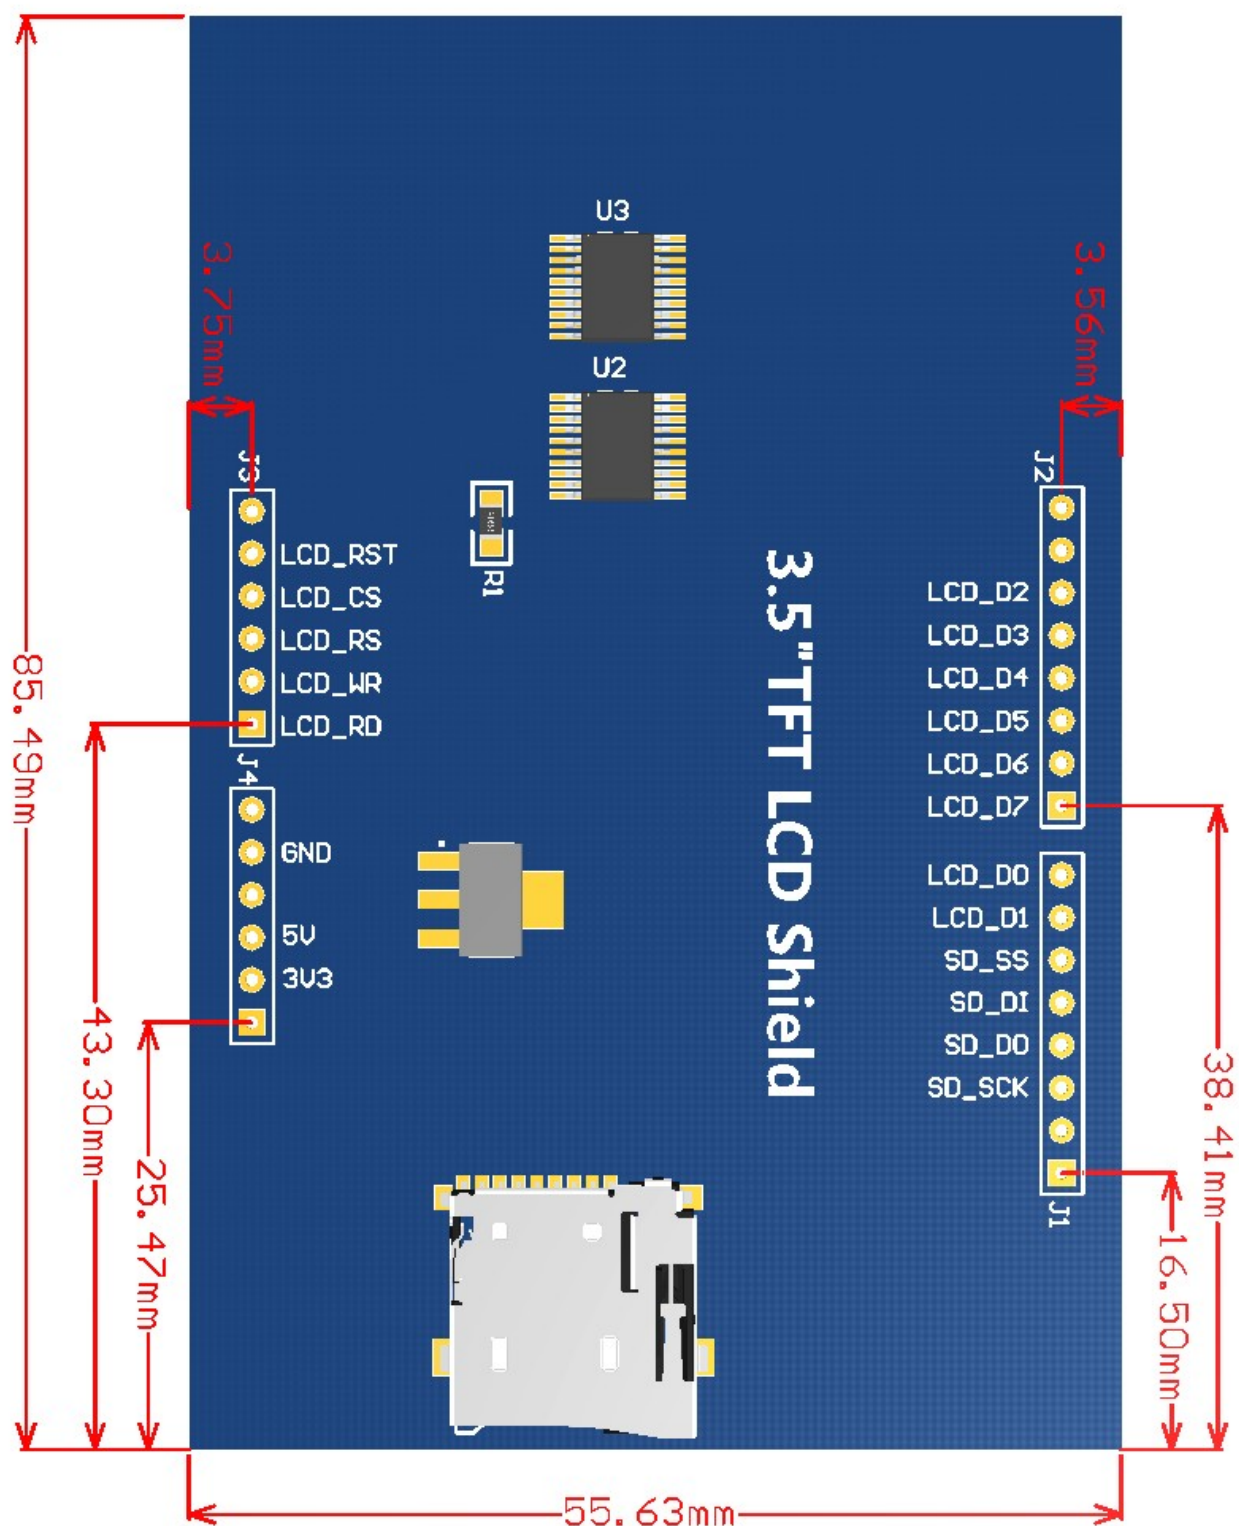 U3
3.75mm
3.56mm
U2
J3
J2
LCD_RST
LCD_CS
LCD_RS
LCD_WR
LCD_RD
R1
3.5"TFT LCD Shield
LCD_D2
LCD_D3
LCD_D4
LCD_D5
LCD_D6
LCD_D7
85.49mm
J4
GND
5V
3V3
LCD_D0
LCD_D1
SD_SS
SD_DI
SD_DO
SD_SCK
J1
43.30mm
25.47mm
38.41mm
16.50mm
55.63mm